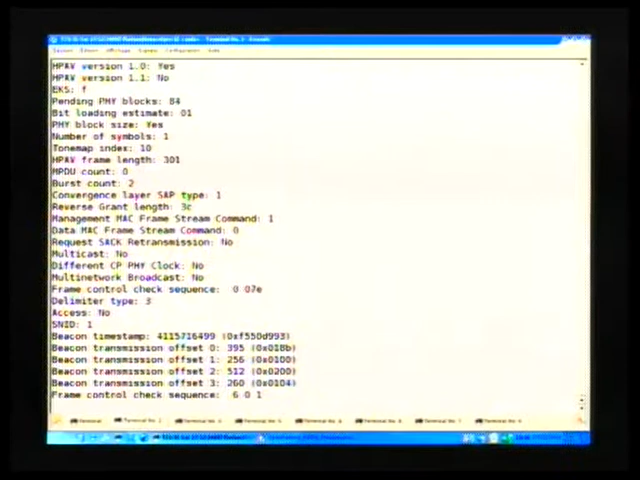 HPAV version 1.0: Yes
HPAV version 1.1: No
EKS: f
Pending PHY blocks: 84
Bit loading estimate: 01
PHY block size: Yes
Number of symbols: 1
Tonemap index: 10
HPAV frame length: 301
MPDU count: 0
Burst count: 2
Convergence layer SAP type: 1
Reverse Grant length: 3c
Management MAC Frame Stream Command: 1
Data MAC Frame Stream Command: 0
Request SACK Retransmission: No
Multicast: No
Different CP PHY Clock: No
Multinetwork Broadcast: No
Frame control check sequence: 0 07e
Delimiter type: 3
Access: No
SNID: 1
Beacon timestamp: 4115716499 (0xf550d993)
Beacon transmission offset 0: 395 (0x018b)
Beacon transmission offset 1: 256 (0x0100)
Beacon transmission offset 2: 512 (0x0200)
Beacon transmission offset 3: 260 (0x0104)
Frame control check sequence: 6 0 1